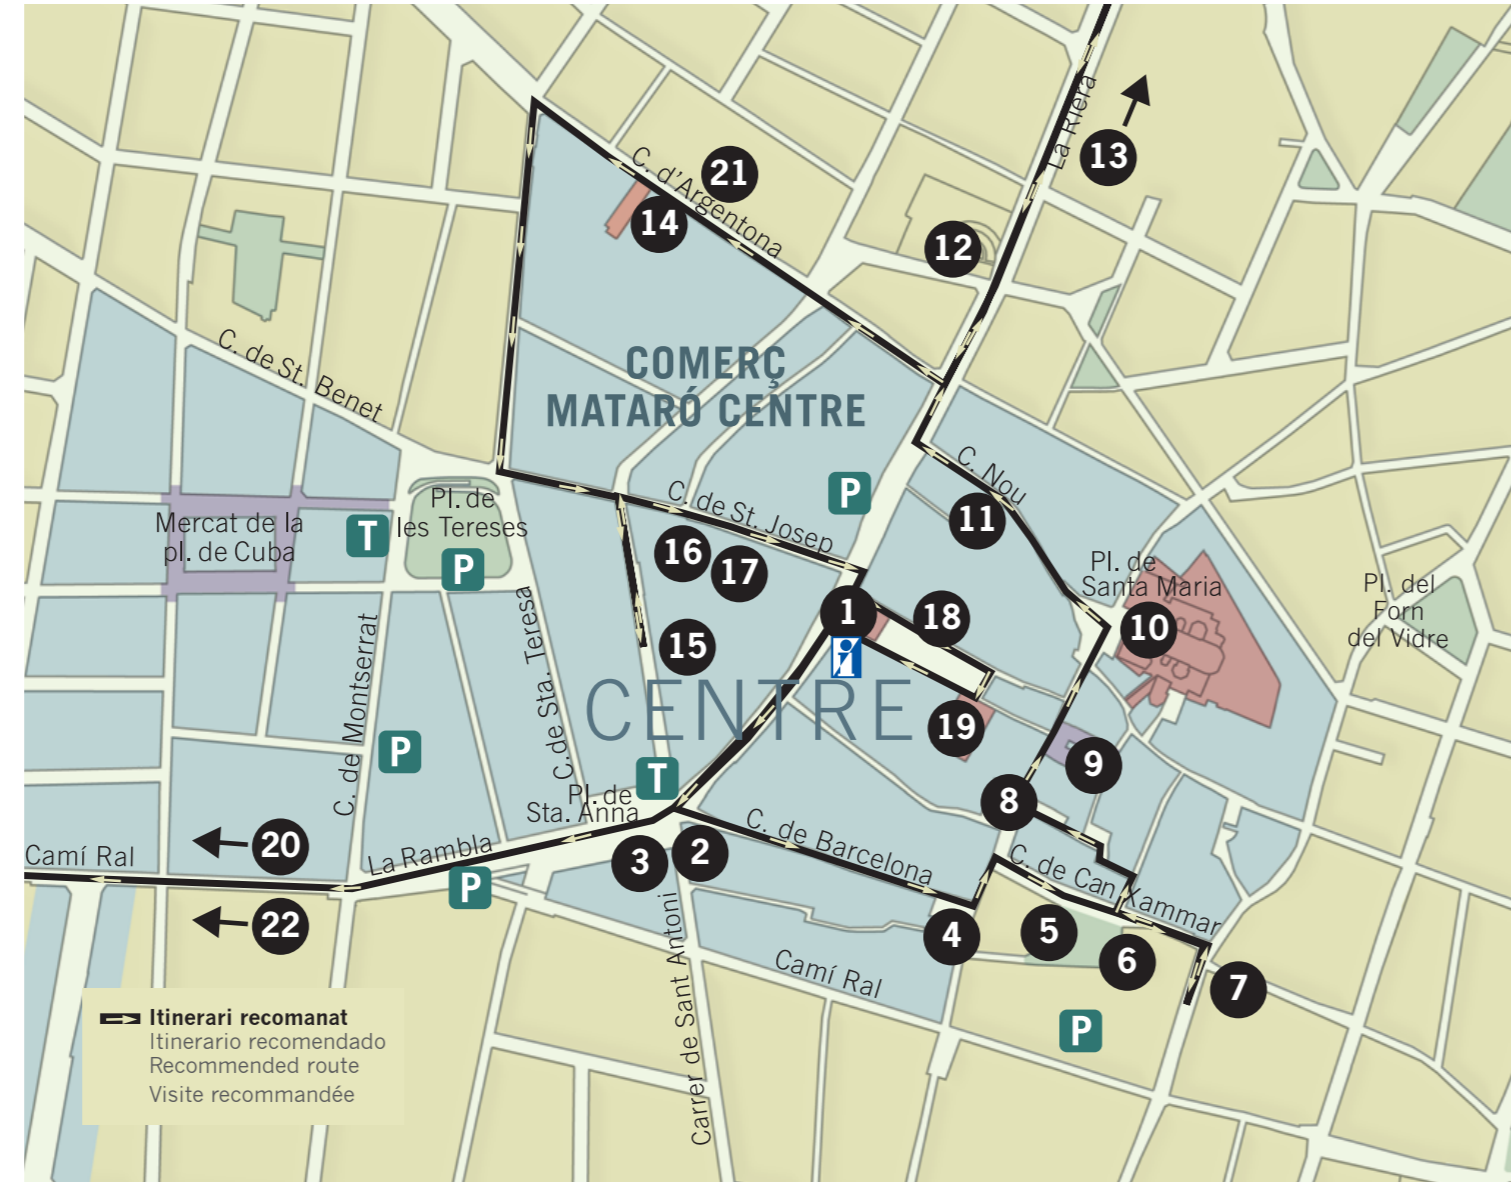 La Riera
13
C. d'Argentona
21
14
12
C. de St. Benet
COMERÇ
MATARÓ CENTRE
C. Nou
11
P
C. de St. Josep
Pl. de
les Tereses
Mercat de la
pl. de Cuba
T
P
16
17
Pl. de
Santa Maria
10
Pl. del
Forn
del Vidre
1
18
i
15
CENTRE
C. de Montserrat
C. de Sta. Teresa
19
9
P
T
8
Pl. de
Sta. Anna
20
Camí Ral
La Rambla
P
3
2
C. de Barcelona
C. de Can Xammar
22
4
5
6
7
Carrer de Sant Antoni
Camí Ral
P
Itinerari recomanat
Itinerario recomendado
Recommended route
Visite recommandée